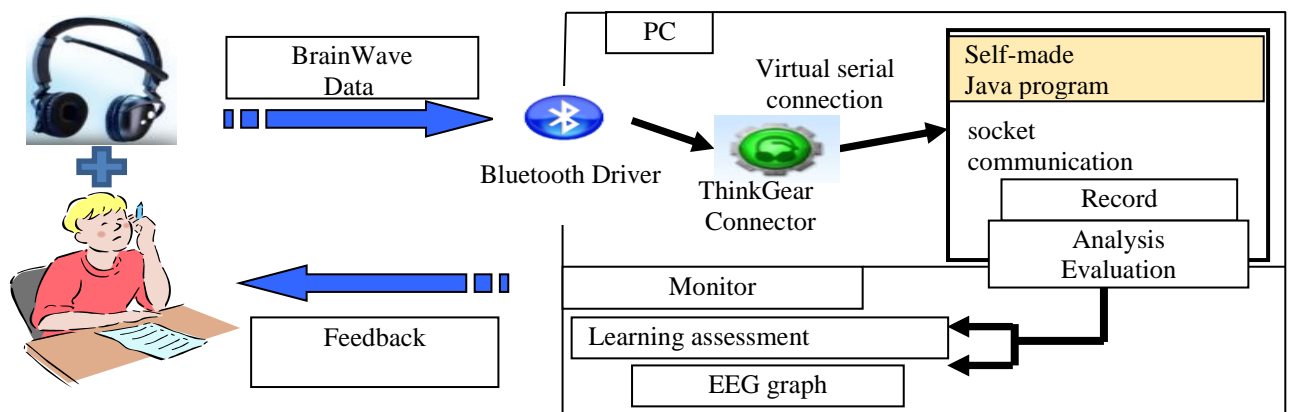 BrainWave
Data
PC
Virtual serial
connection
Self-made
Java program
socket
communication
Bluetooth Driver
ThinkGear
Connector
Record
Analysis
Evaluation
Monitor
Feedback
Learning assessment
EEG graph